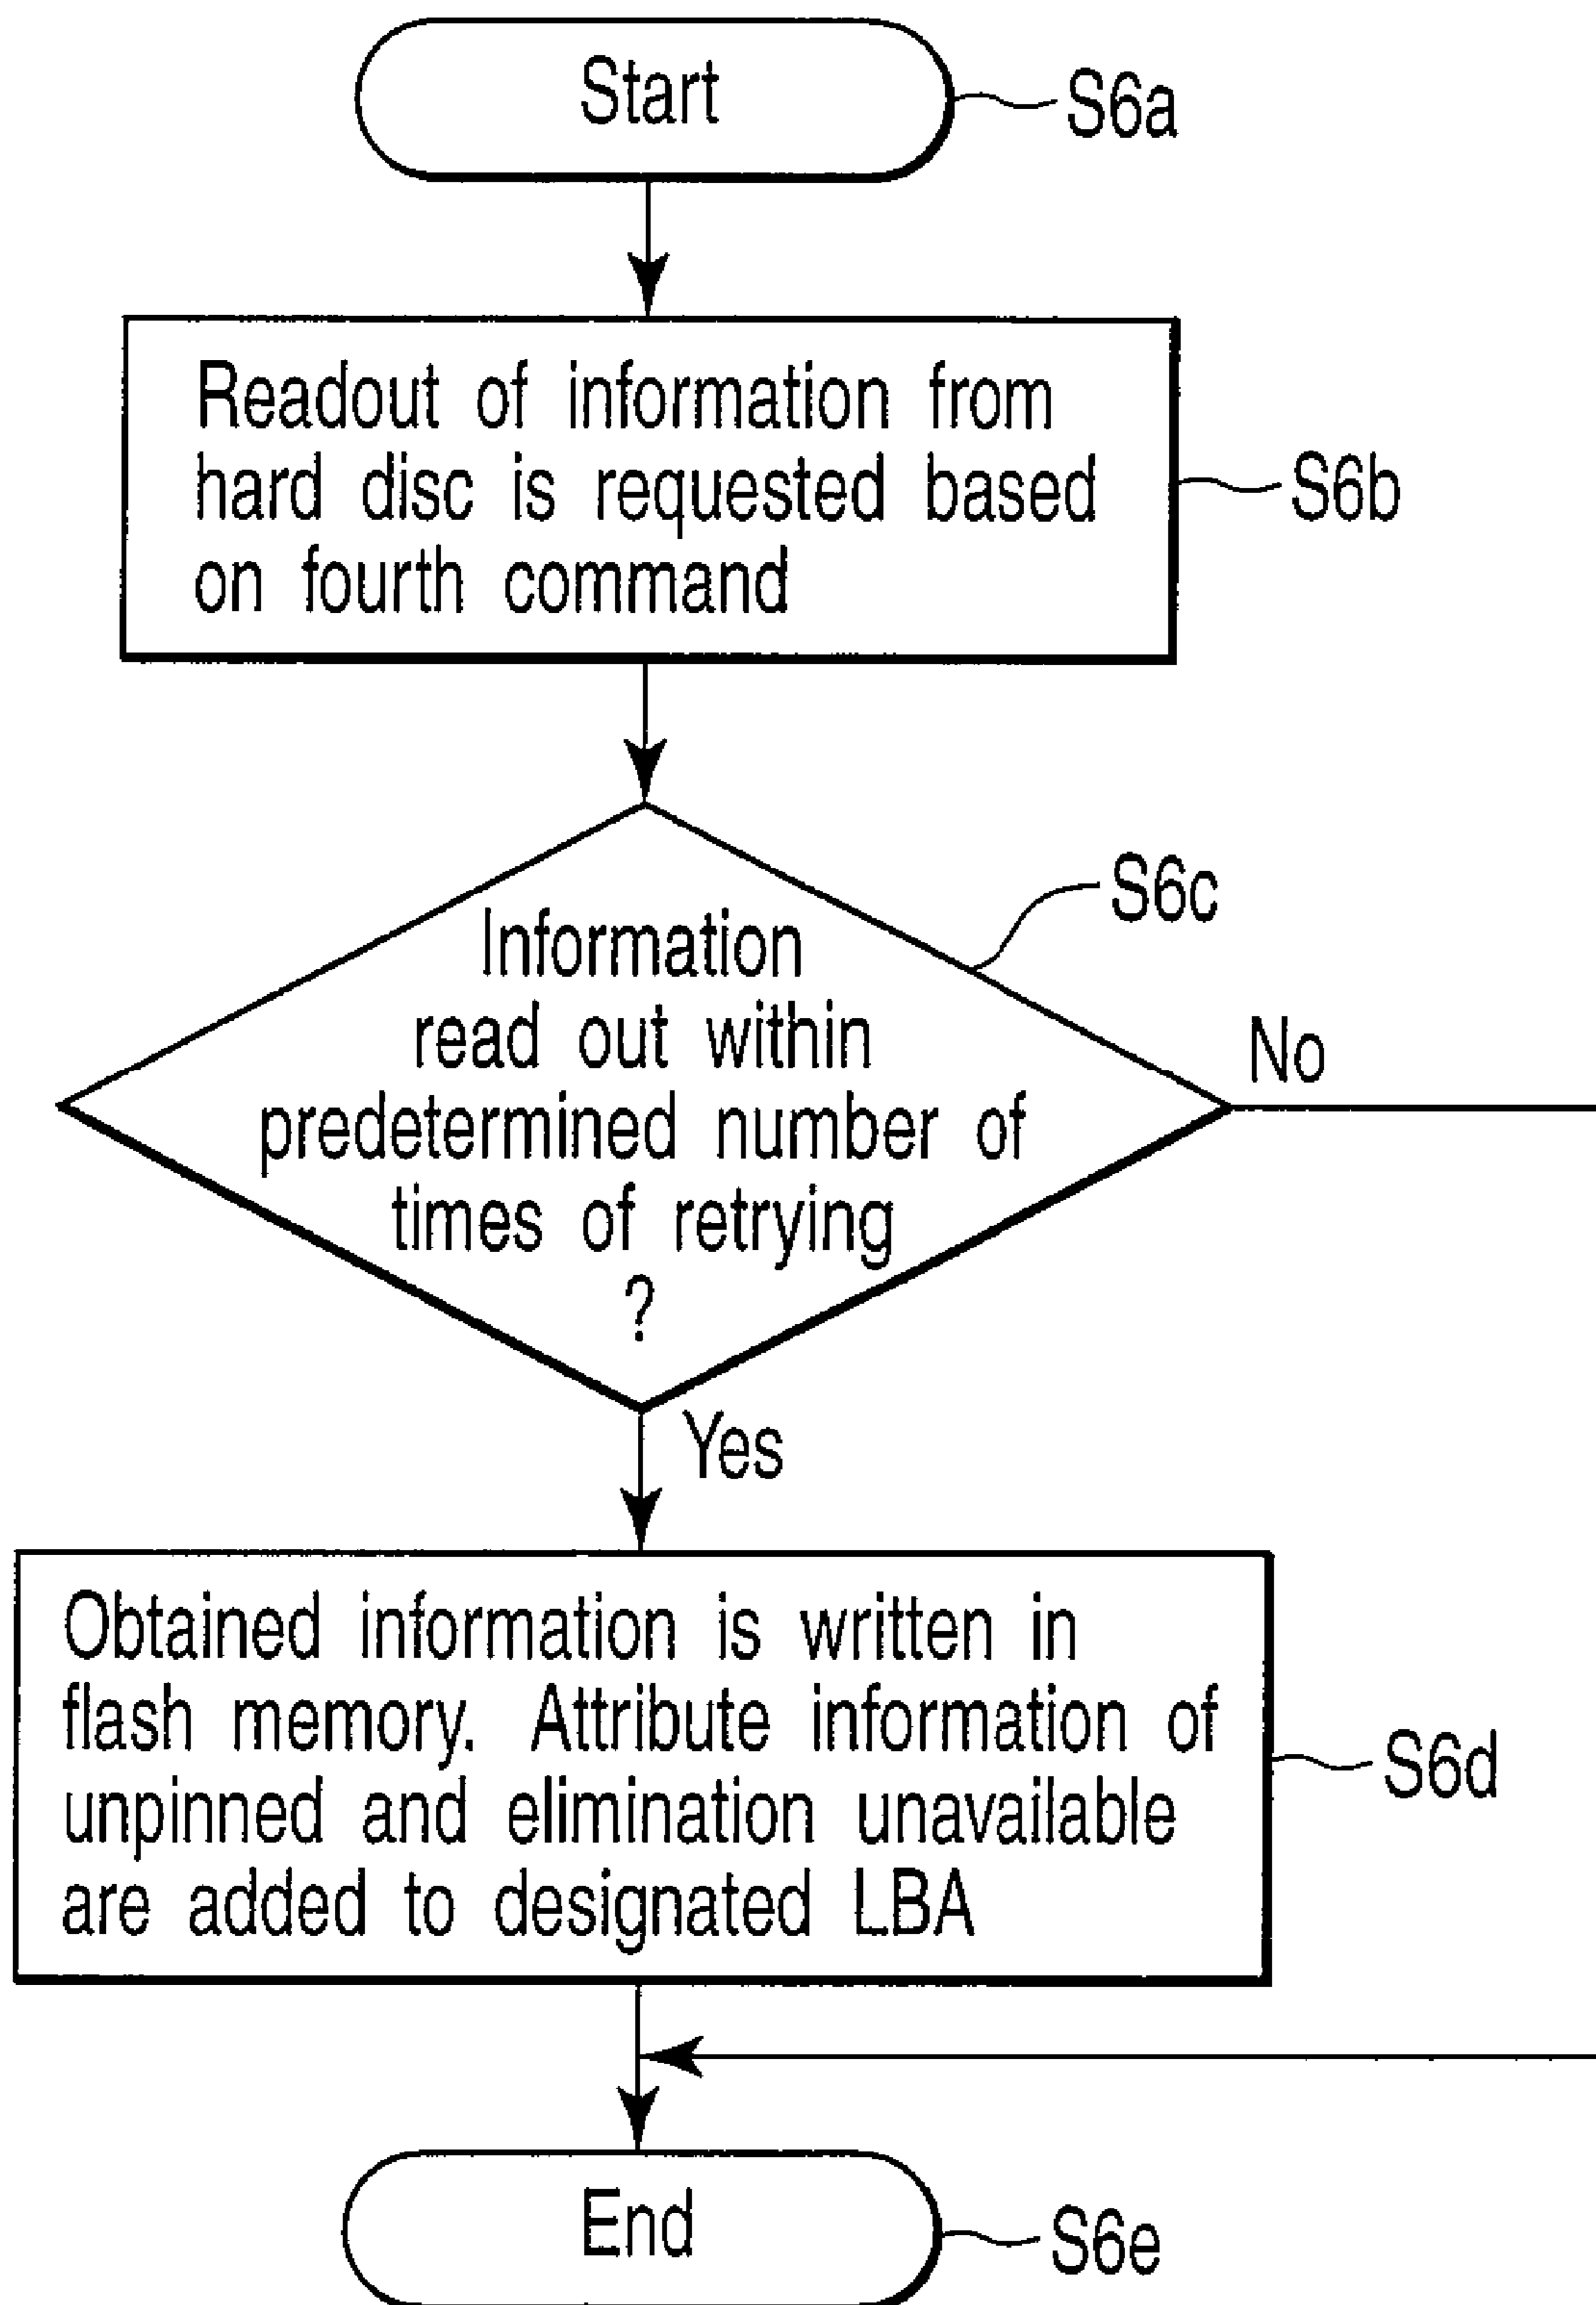 Start
S6a
Readout of information from
hard disc is requested based
on fourth command
S6b
S6c
Information
read out within
predetermined number of
times of retrying
?
No
Yes
Obtained information is written in
flash memory. Attribute information of
unpinned and elimination unavailable
are added to designated LBA
S6d
End
S6e